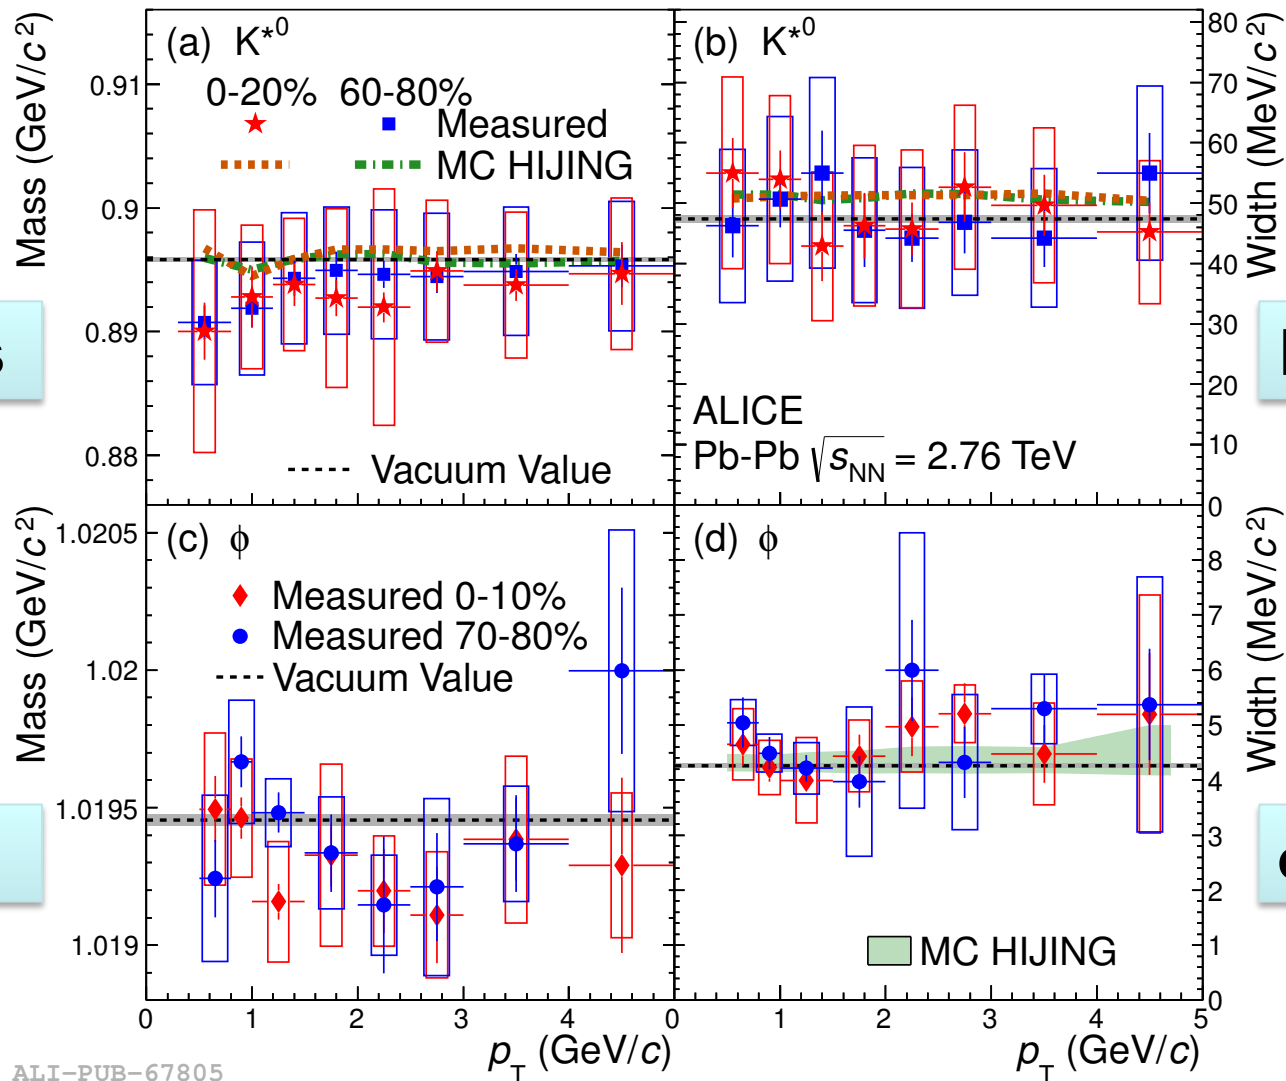 (a) K*0
0-20% 60-80%
Measured
MC HIJING
Vacuum Value
Mass (GeV/c2)
0.91
0.9
0.89
0.88
(b) K*0
ALICE
Pb-Pb √sNN = 2.76 TeV
80
70
60
50
40
30
20
10
0
Width (MeV/c2)
s
(c) ϕ
Measured 0-10%
Measured 70-80%
Vacuum Value
Mass (GeV/c2)
1.0205
1.02
1.0195
1.019
(d) ϕ
MC HIJING
8
7
6
5
4
3
2
1
0
Width (MeV/c2)
0 1 2 3 4 0
1 2 3 4 5
pT (GeV/c) pT (GeV/c)
ALI-PUB-67805